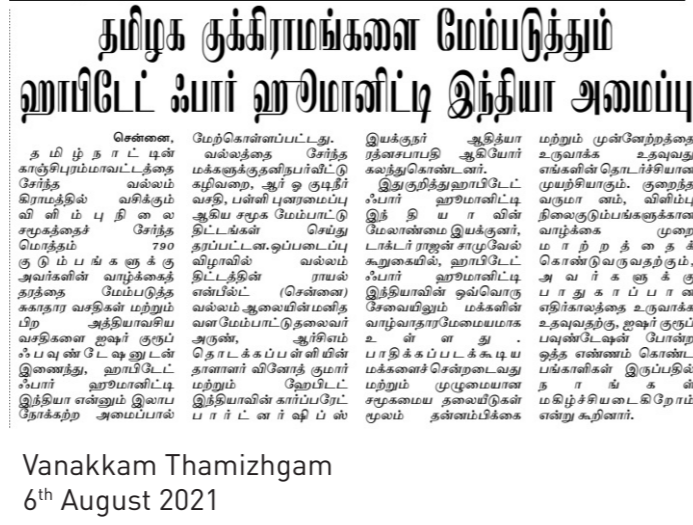 தமிழக குக்கிராமங்களை மேம்படுத்தும்
ஹாபிடேட் ஃபார் ஹூமானிட்டி இந்தியா அமைப்பு
சென்னை,
தமிழ்நாட்டின்
காஞ்சிபுரம்மாவட்டத்தை
சேர்ந்த வல்லம்
கிராமத்தில் வசிக்கும்
விளிம்புநிலை
சமூகத்தைச் சேர்ந்த
மொத்தம் 790
குடும்பங்களுக்கு
அவர்களின் வாழ்க்கைத்
தரத்தை மேம்படுத்த
சுகாதார வசதிகள் மற்றும்
பிற அத்தியாவசிய
வசதிகளை ஐஷர் குரூப்
ஃபவுண்டேஷனுடன்
இணைந்து, ஹாபிடேட்
ஃபார் ஹூமானிட்டி
இந்தியா என்னும் இலாப
நோக்கற்ற அமைப்பால்
மேற்கொள்ளப்பட்டது.
வல்லத்தை சேர்ந்த
மக்களுக்குதனிநபர்வீட்டு
கழிவறை, ஆர் ஓ குடிநீர்
வசதி, பள்ளி புனரமைப்பு
ஆகிய சமூக மேம்பாட்டு
திட்டங்கள் செய்து
தரப்பட்டன.ஒப்படைப்பு
விழாவில் வல்லம்
திட்டத்தின் ராயல்
என்பீல்ட் (சென்னை)
வல்லம் ஆலையின் மனித
வள மேம்பாட்டுதலைவர்
அருண், ஆர்சிஎம்
தொடக்கப்பள்ளியின்
தாளாளர் வினோத் குமார்
மற்றும் ஹேபிடட்
இந்தியாவின் கார்ப்பரேட்
பார்ட்னர்ஷிப்ஸ்
இயக்குநர் ஆதித்யா
ரத்னசபாபதி ஆகியோர்
கலந்துகொண்டனர்.
இதுகுறித்துஹாபிடேட்
ஃபார் ஹூமானிட்டி
இந்தியாவின்
மேலாண்மை இயக்குனர்,
டாக்டர் ராஜன் சாமுவேல்
கூறுகையில், ஹாபிடேட்
ஃபார் ஹூமானிட்டி
இந்தியாவின் ஒவ்வொரு
சேவையிலும் மக்களின்
வாழ்வாதாரமேமையமாக
உள்ளது.
பாதிக்கப்படக்கூடிய
மக்களைச்சென்றடைவது
மற்றும் முழுமையான
சமூகமைய தலையீடுகள்
மூலம் தன்னம்பிக்கை
மற்றும் முன்னேற்றத்தை
உருவாக்க உதவுவது
எங்களின் தொடர்ச்சியான
முயற்சியாகும். குறைந்த
வருமா னம், விளிம்பு
நிலைகுடும்பங்களுக்கான
வாழ்க்கை முறை
மாற்றத்தைக்
கொண்டுவருவதற்கும்,
அவர்களுக்கு
பாதுகாப்பான
எதிர்காலத்தை உருவாக்க
உதவுவதற்கு, ஐஷர் குரூப்
பவுண்டேஷன் போன்ற
ஒத்த எண்ணம் கொண்ட
பங்காளிகள் இருப்பதில்
நாங்கள்
மகிழ்ச்சியடைகிறோம்
என்று கூறினார்.
Vanakkam Thamizhgam
6th August 2021